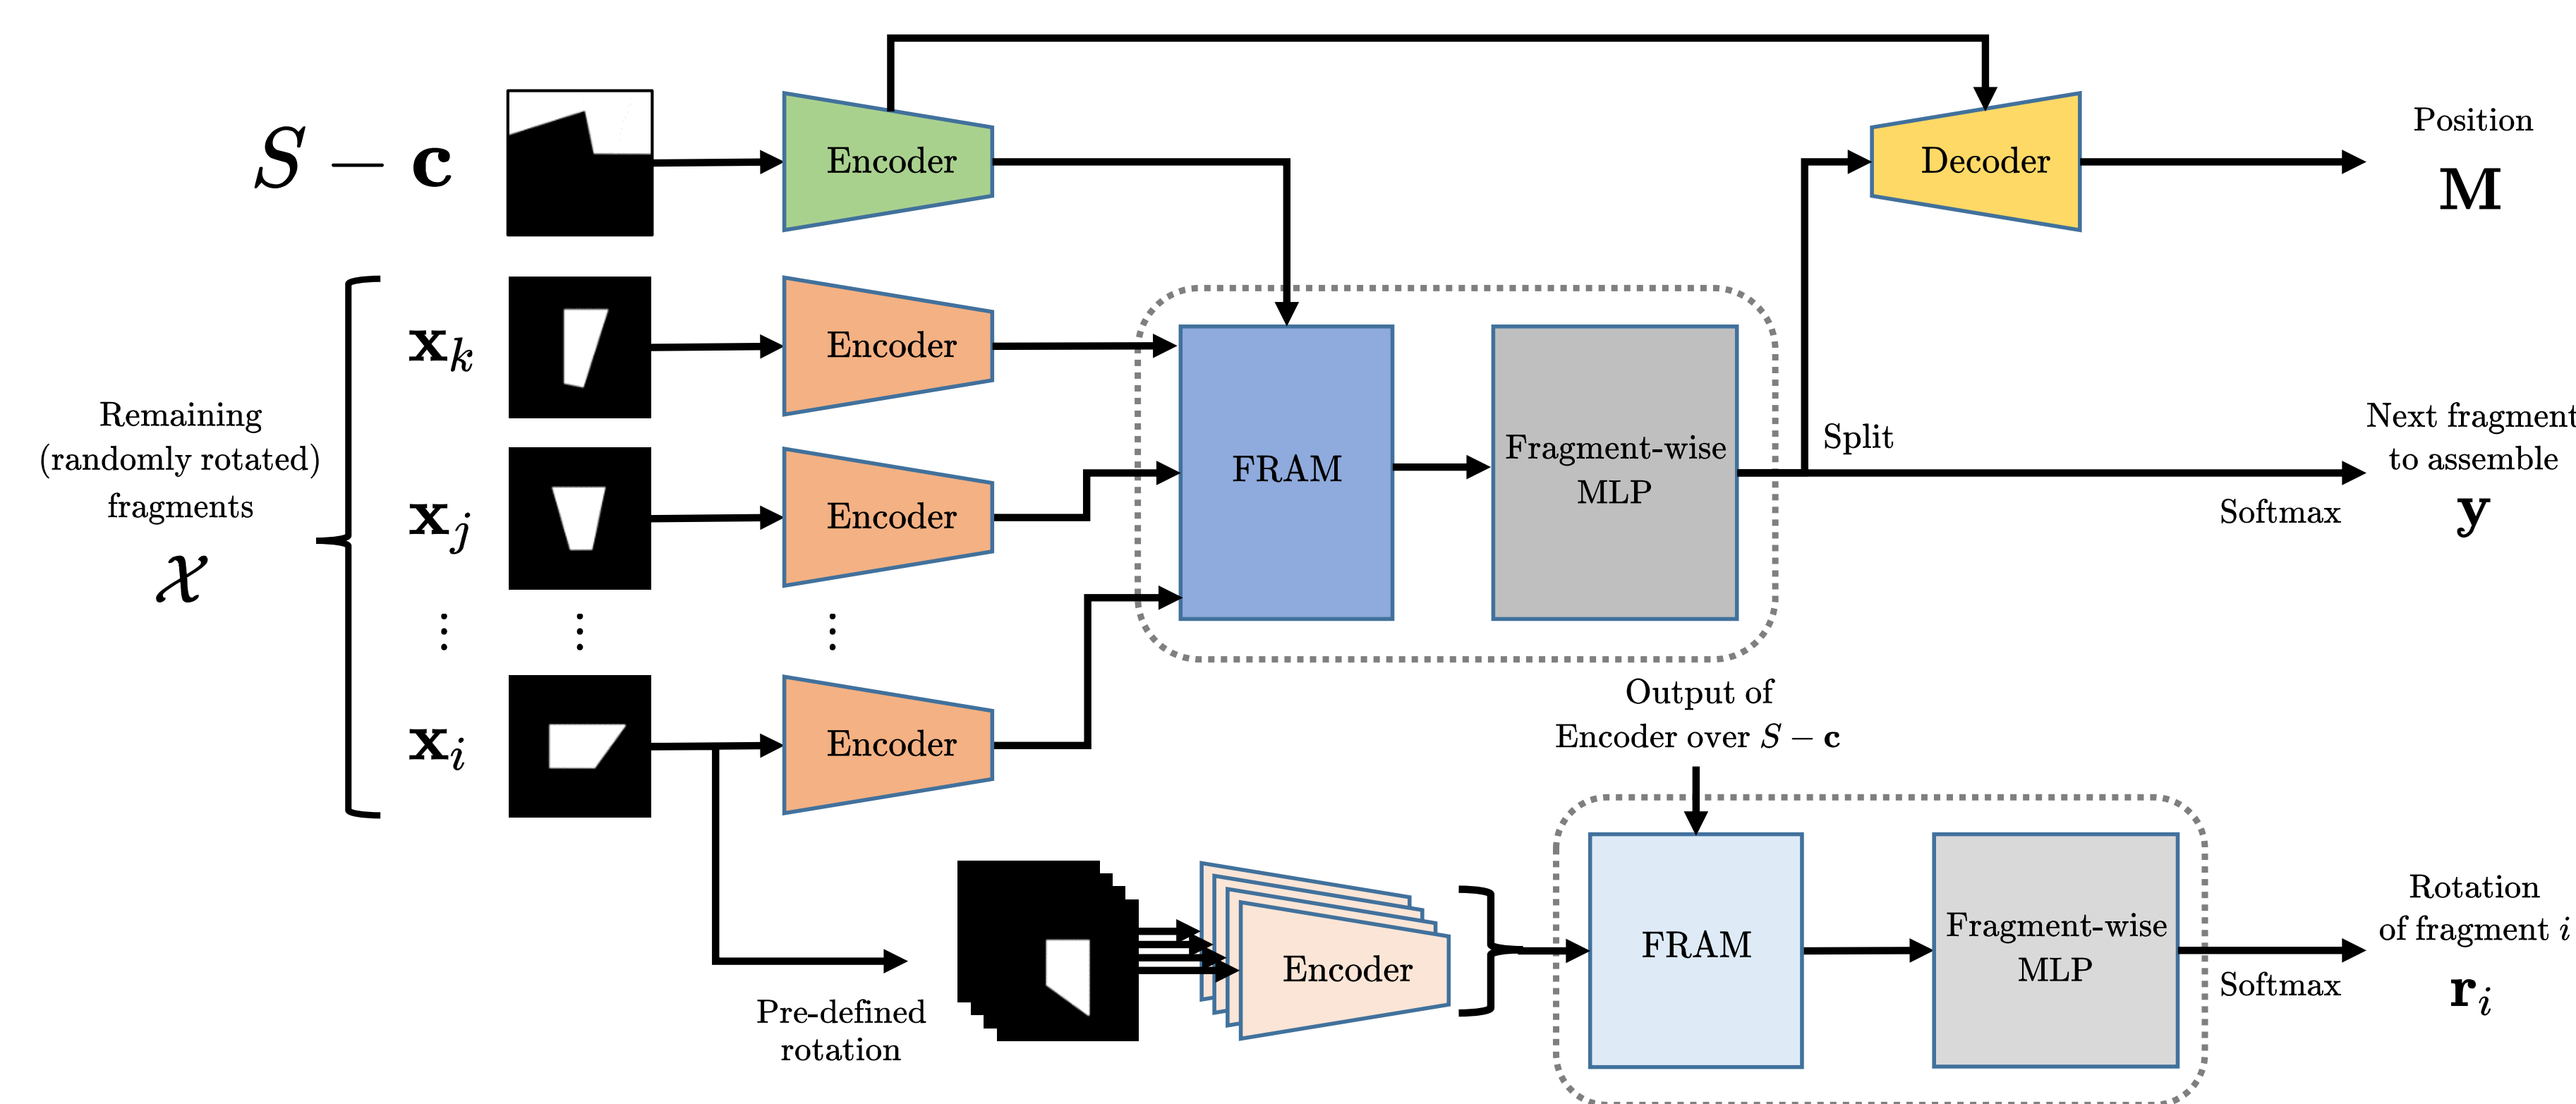 S − c
Encoder
Decoder
Position
M
x_k
Encoder
Remaining
(randomly rotated)
fragments
𝒳
x_j
Encoder
FRAM
Fragment-wise
MLP
Split
Next fragment
to assemble
y
Softmax
⋮ ⋮ ⋮
x_i
Encoder
Output of
Encoder over S − c
Pre-defined
rotation
Encoder
FRAM
Fragment-wise
MLP
Softmax
Rotation
of fragment i
r_i